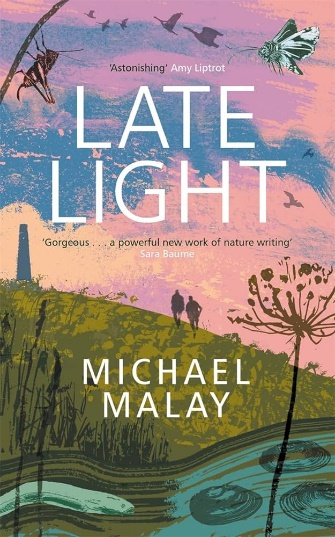 ‘Astonishing’ Amy Liptrot
LATE
LIGHT
‘Gorgeous . . . a powerful new work of nature writing’
Sara Baume
MICHAEL
MALAY